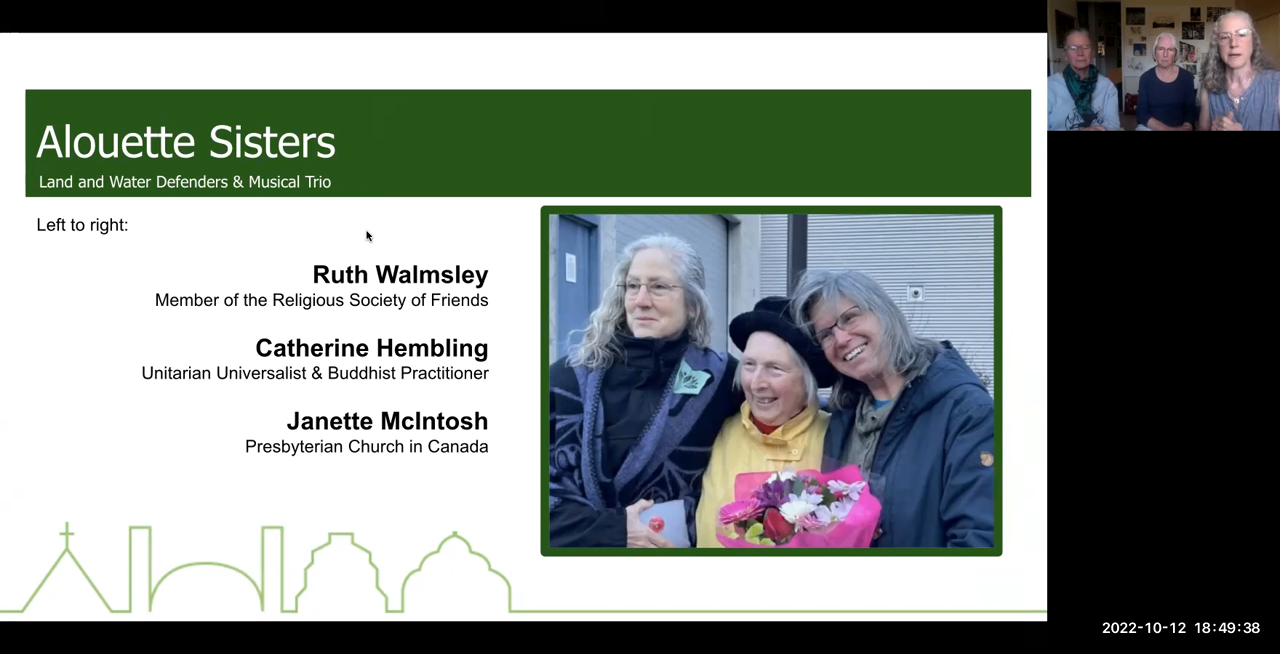 Alouette Sisters
Land and Water Defenders & Musical Trio
Left to right:
Ruth Walmsley
Member of the Religious Society of Friends
Catherine Hembling
Unitarian Universalist & Buddhist Practitioner
Janette McIntosh
Presbyterian Church in Canada
2022-10-12 18:49:38